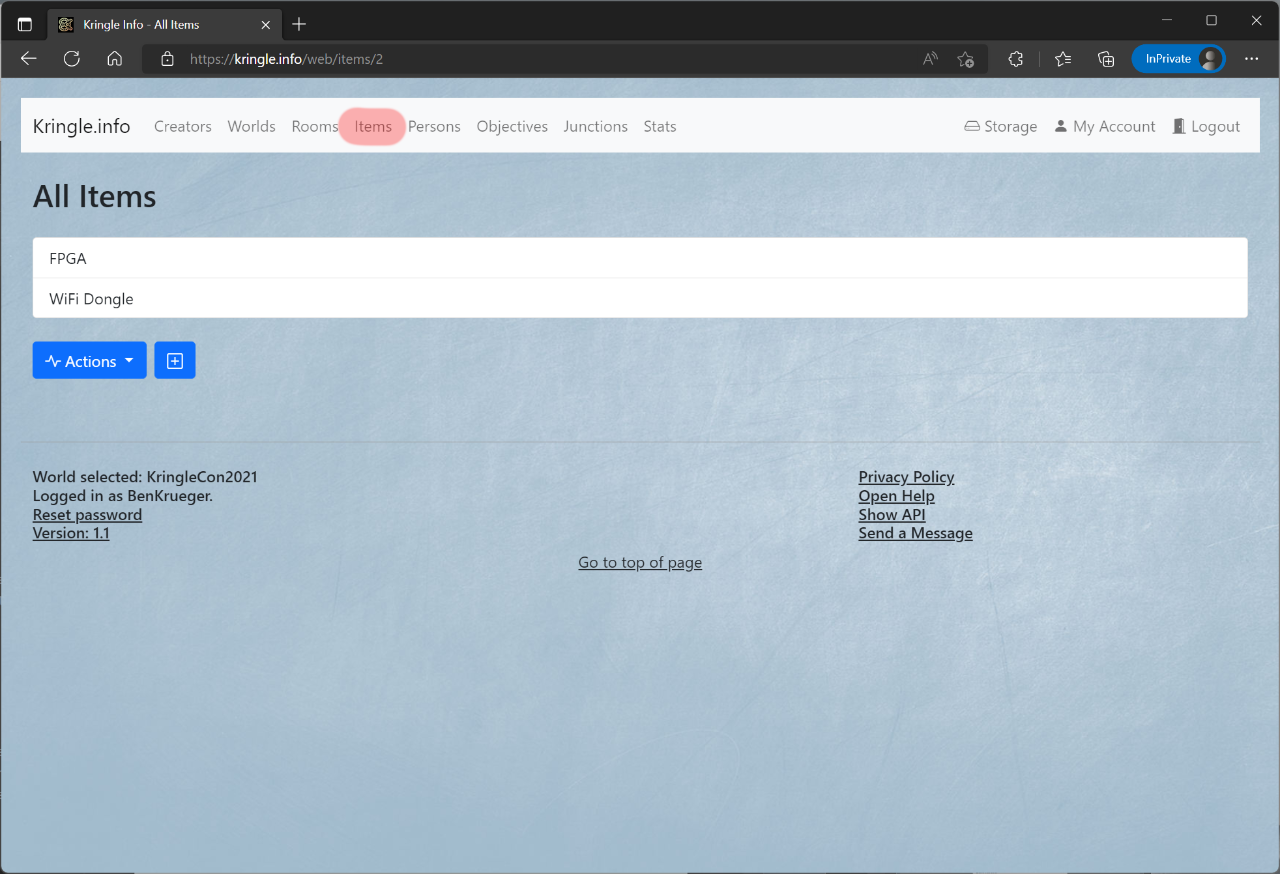 Kringle Info - All Items
https://kringle.info/web/items/2
InPrivate
Kringle.info Creators Worlds Rooms Items Persons Objectives Junctions Stats Storage My Account Logout
All Items
FPGA
WiFi Dongle
Actions
World selected: KringleCon2021
Logged in as BenKrueger.
Reset password
Version: 1.1
Privacy Policy
Open Help
Show API
Send a Message
Go to top of page